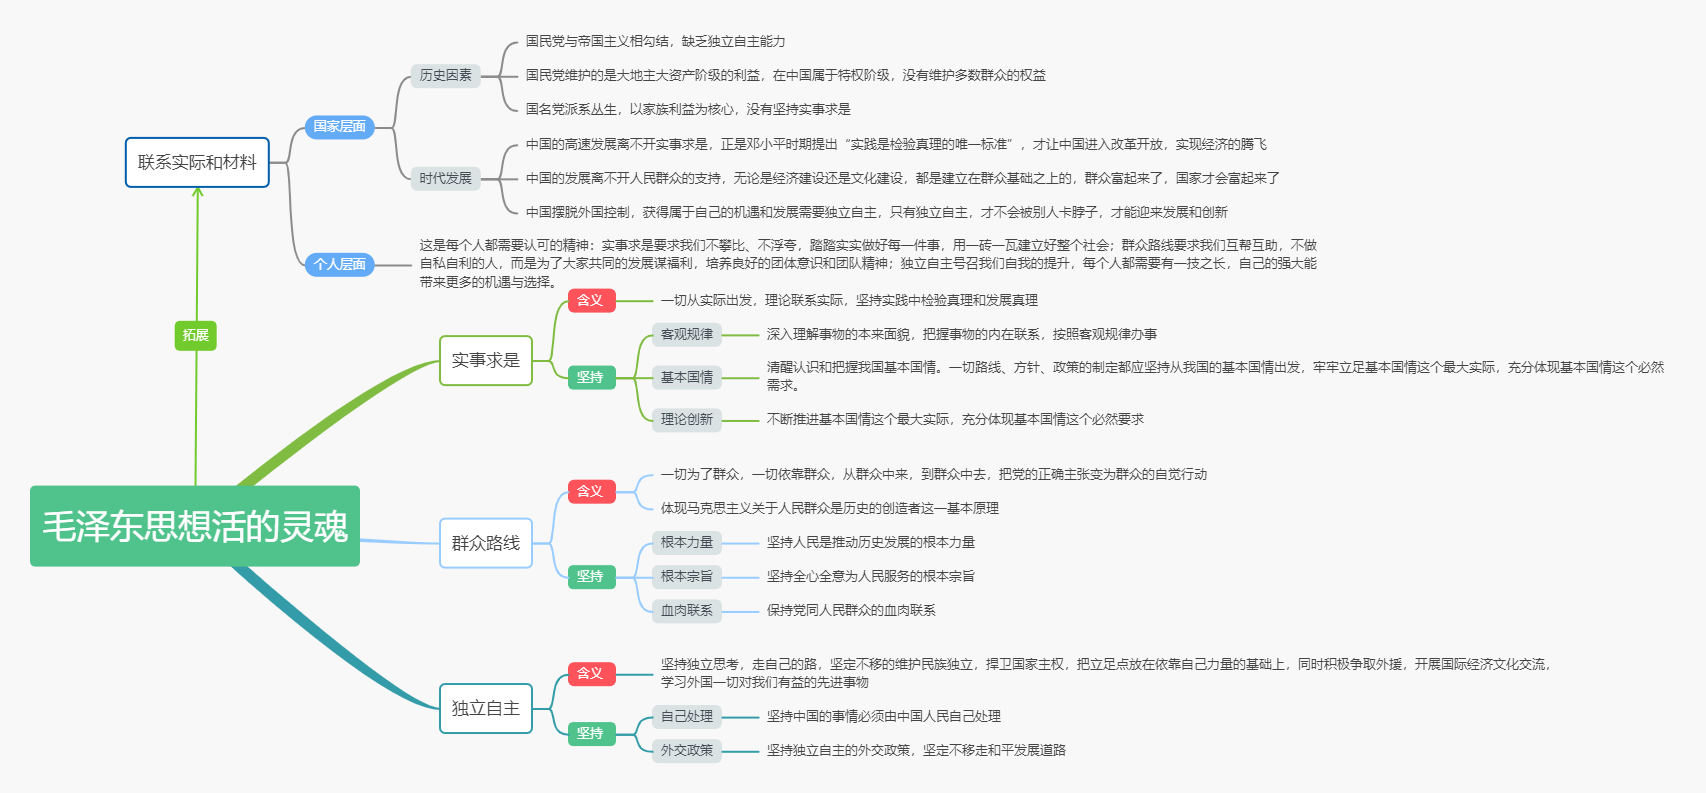 国民党与帝国主义相勾结，缺乏独立自主能力
历史因素
国民党维护的是大地主大资产阶级的利益，在中国属于特权阶级，没有维护多数群众的权益
国名党派系丛生，以家族利益为核心，没有坚持实事求是
国家层面
中国的高速发展离不开实事求是，正是邓小平时期提出“实践是检验真理的唯一标准”，才让中国进入改革开放，实现经济的腾飞
联系实际和材料
时代发展
中国的发展离不开人民群众的支持，无论是经济建设还是文化建设，都是建立在群众基础之上的，群众富起来了，国家才会富起来了
中国摆脱外国控制，获得属于自己的机遇和发展需要独立自主，只有独立自主，才不会被别人卡脖子，才能迎来发展和创新
个人层面
这是每个人都需要认可的精神：实事求是要求我们不攀比、不浮夸，踏踏实实做好每一件事，用一砖一瓦建立好整个社会；群众路线要求我们互帮互助，不做
自私自利的人，而是为了大家共同的发展谋福利，培养良好的团体意识和团队精神；独立自主号召我们自我的提升，每个人都需要有一技之长，自己的强大能
带来更多的机遇与选择。
拓展
毛泽东思想活的灵魂
实事求是
含义
一切从实际出发，理论联系实际，坚持实践中检验真理和发展真理
坚持
客观规律
深入理解事物的本来面貌，把握事物的内在联系，按照客观规律办事
基本国情
清醒认识和把握我国基本国情。一切路线、方针、政策的制定都应坚持从我国的基本国情出发，牢牢立足基本国情这个最大实际，充分体现基本国情这个必然
需求。
理论创新
不断推进基本国情这个最大实际，充分体现基本国情这个必然要求
群众路线
含义
一切为了群众，一切依靠群众，从群众中来，到群众中去，把党的正确主张变为群众的自觉行动
体现马克思主义关于人民群众是历史的创造者这一基本原理
坚持
根本力量
坚持人民是推动历史发展的根本力量
根本宗旨
坚持全心全意为人民服务的根本宗旨
血肉联系
保持党同人民群众的血肉联系
独立自主
含义
坚持独立思考，走自己的路，坚定不移的维护民族独立，捍卫国家主权，把立足点放在依靠自己力量的基础上，同时积极争取外援，开展国际经济文化交流，
学习外国一切对我们有益的先进事物
坚持
自己处理
坚持中国的事情必须由中国人民自己处理
外交政策
坚持独立自主的外交政策，坚定不移走和平发展道路